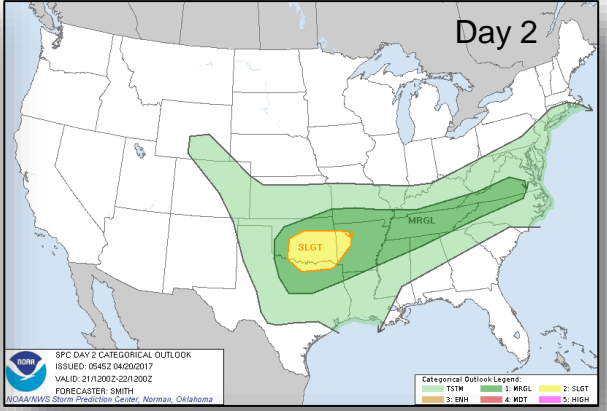 Day 2
MRGL
SLGT
NOAA
SPC DAY 2 CATEGORICAL OUTLOOK
ISSUED: 0545Z 04/20/2017
VALID: 21/1200Z-22/1200Z
FORECASTER: SMITH
NOAA/NWS Storm Prediction Center, Norman, Oklahoma
Categorical Outlook Legend:
TSTM 1: MRGL 2: SLGT
3: ENH 4: MDT 5: HIGH